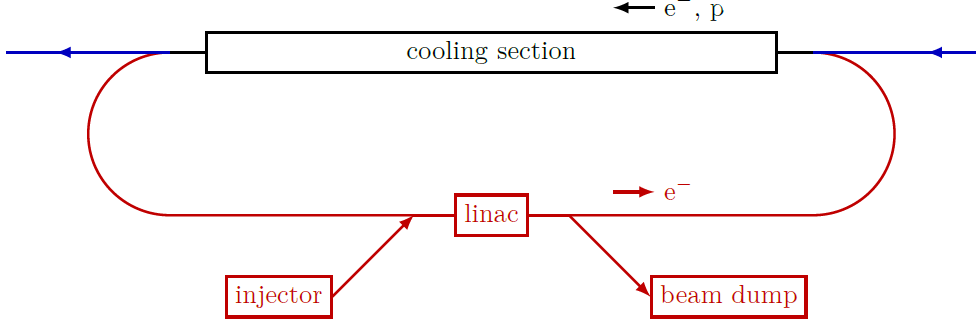 e⁻, p
cooling section
e⁻
linac
injector
beam dump